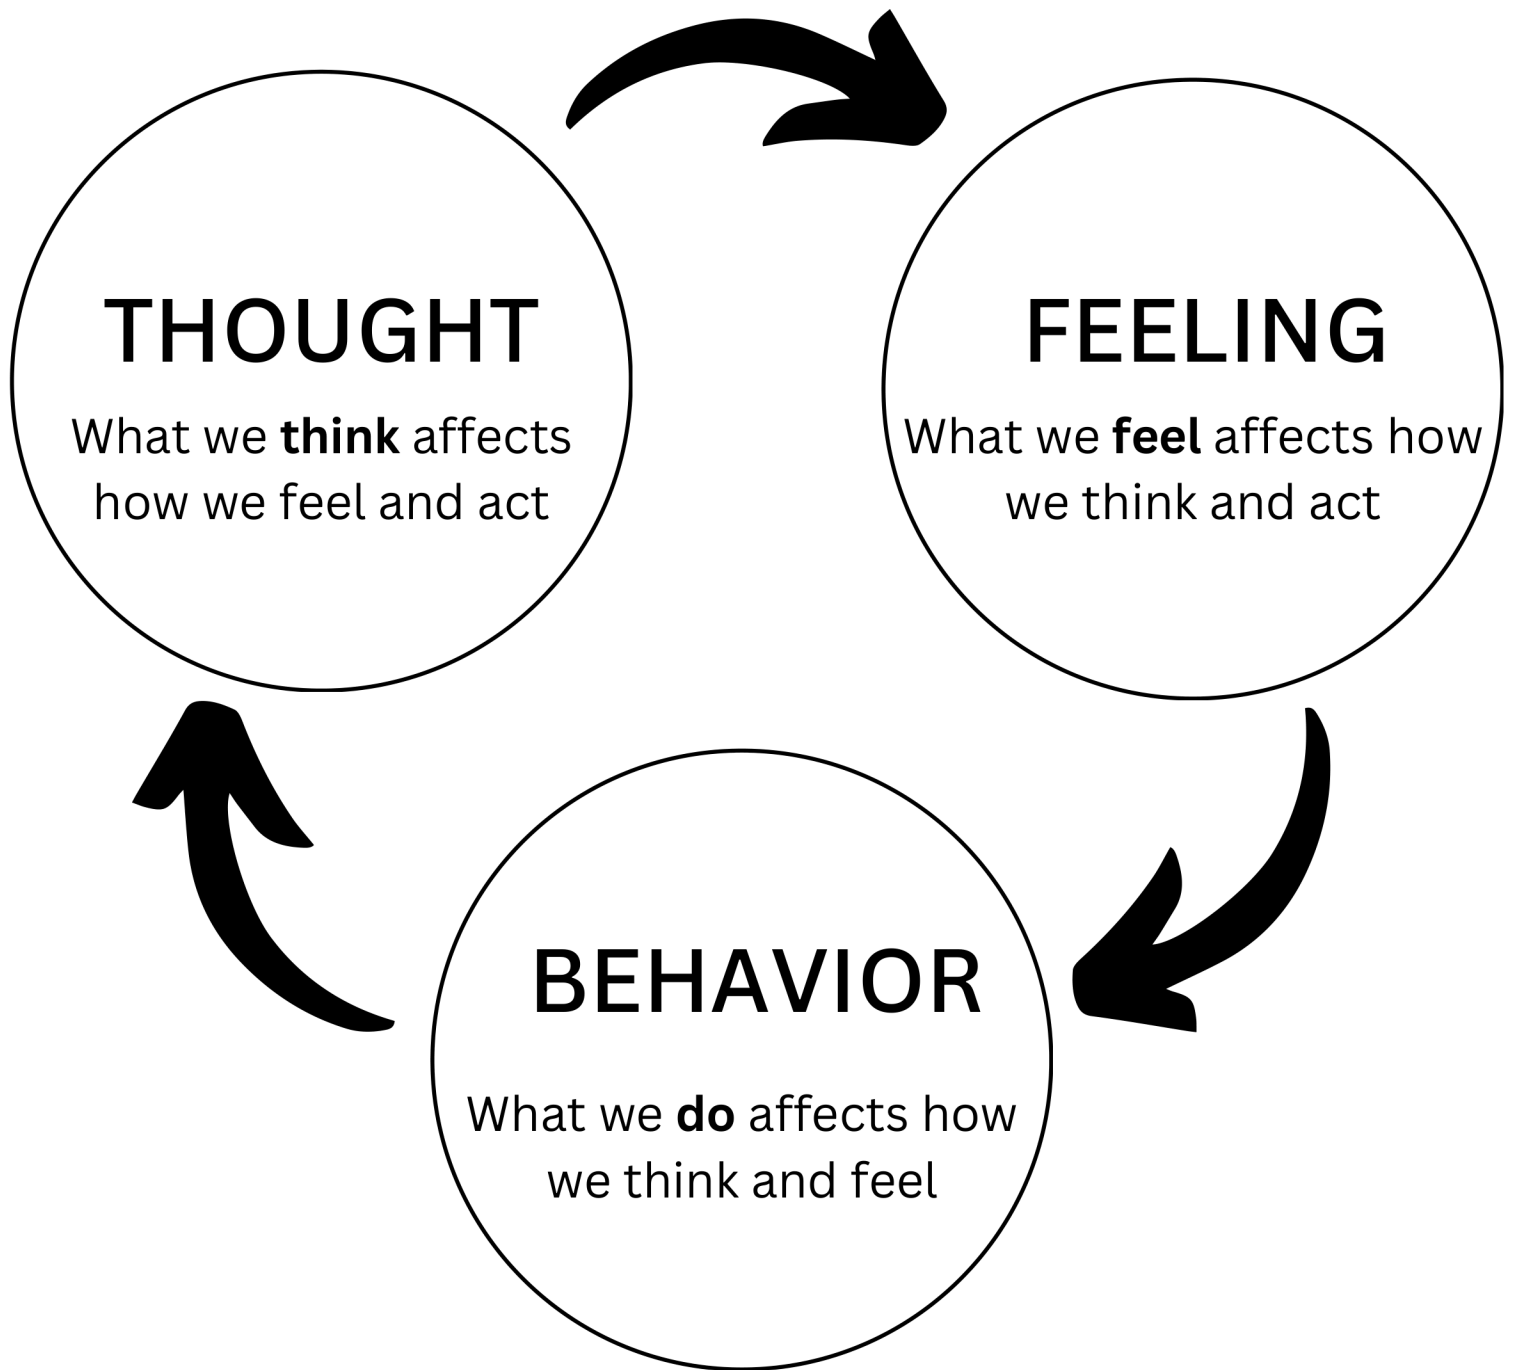 THOUGHT
What we think affects
how we feel and act
FEELING
What we feel affects how
we think and act
BEHAVIOR
What we do affects how
we think and feel